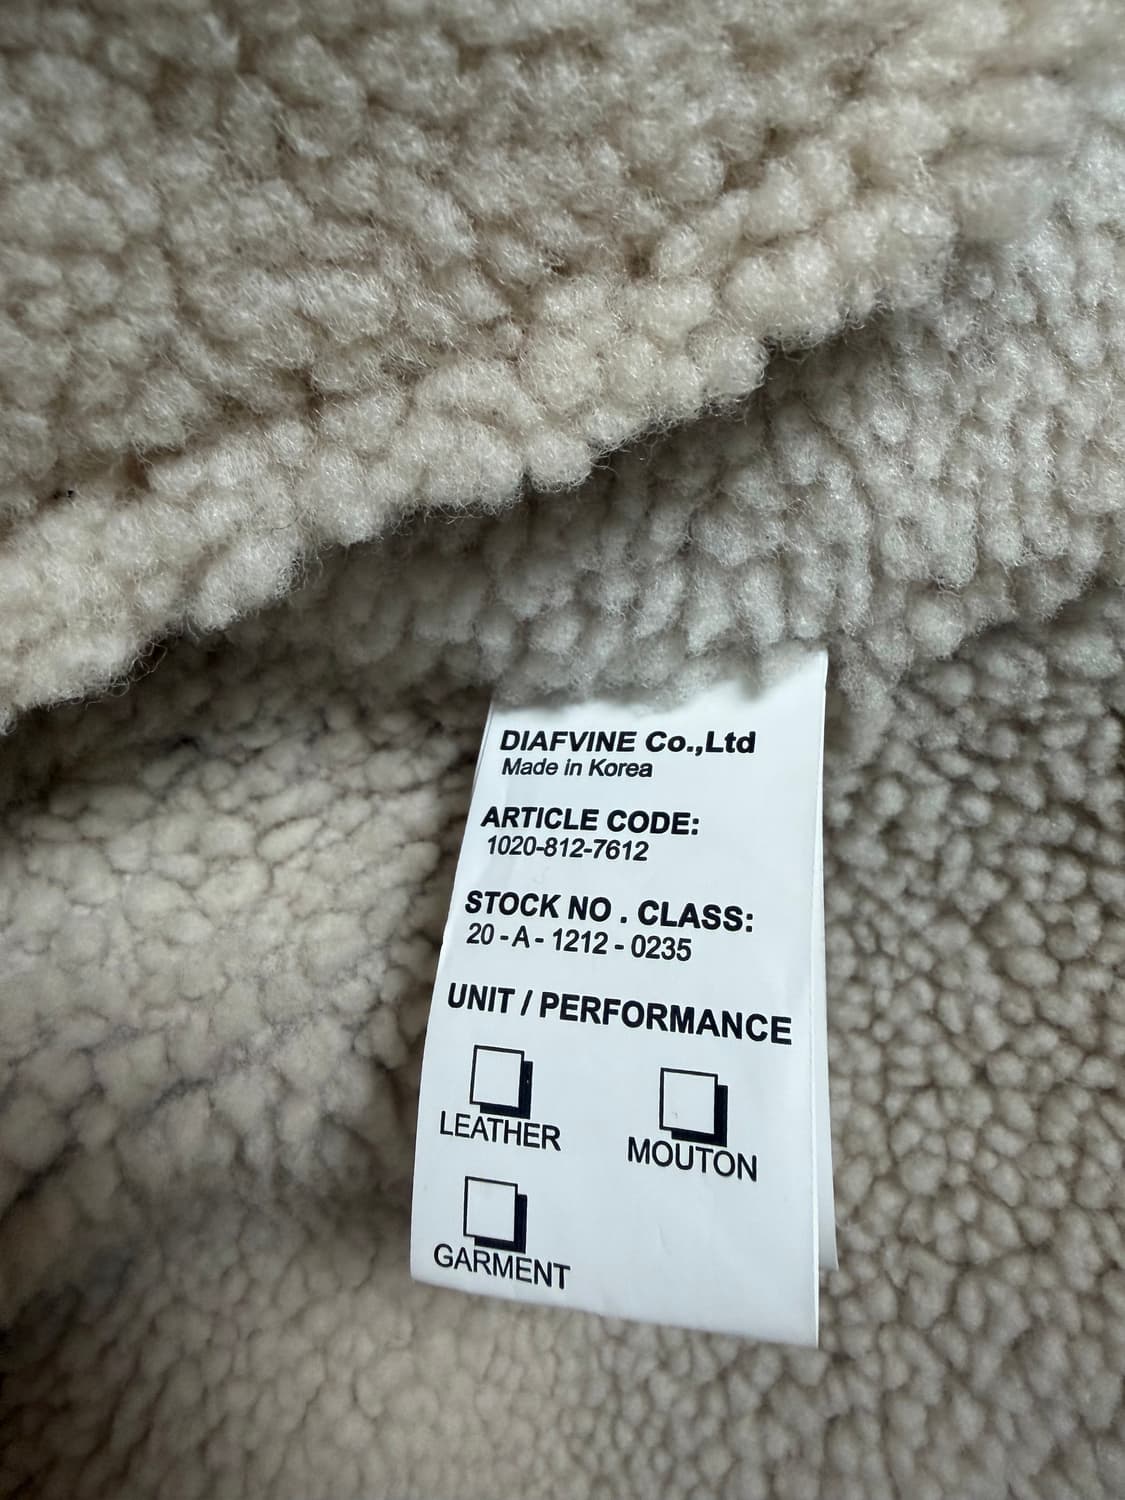 DIAFVINE Co.,Ltd
Made in Korea
ARTICLE CODE:
1020-812-7612
STOCK NO . CLASS:
20 - A - 1212 - 0235
UNIT / PERFORMANCE
LEATHER
MOUTON
GARMENT